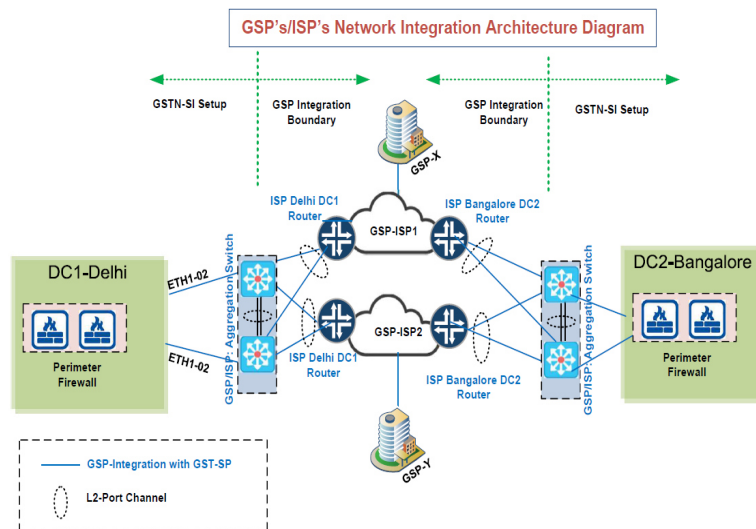 GSP's/ISP's Network Integration Architecture Diagram
GSTN-SI Setup
GSP Integration
Boundary
GSP Integration
Boundary
GSTN-SI Setup
GSP-X
ISP Delhi DC1
Router
ISP Bangalore DC2
Router
GSP-ISP1
DC1-Delhi
ETH1-02
GSP/ISP: Aggregation Switch
DC2-Bangalore
Perimeter
Firewall
ETH1-02
GSP-ISP2
ISP Delhi DC1
Router
ISP Bangalore DC2
Router
GSP/ISP: Aggregation Switch
Perimeter
Firewall
GSP-Y
GSP-Integration with GST-SP
L2-Port Channel